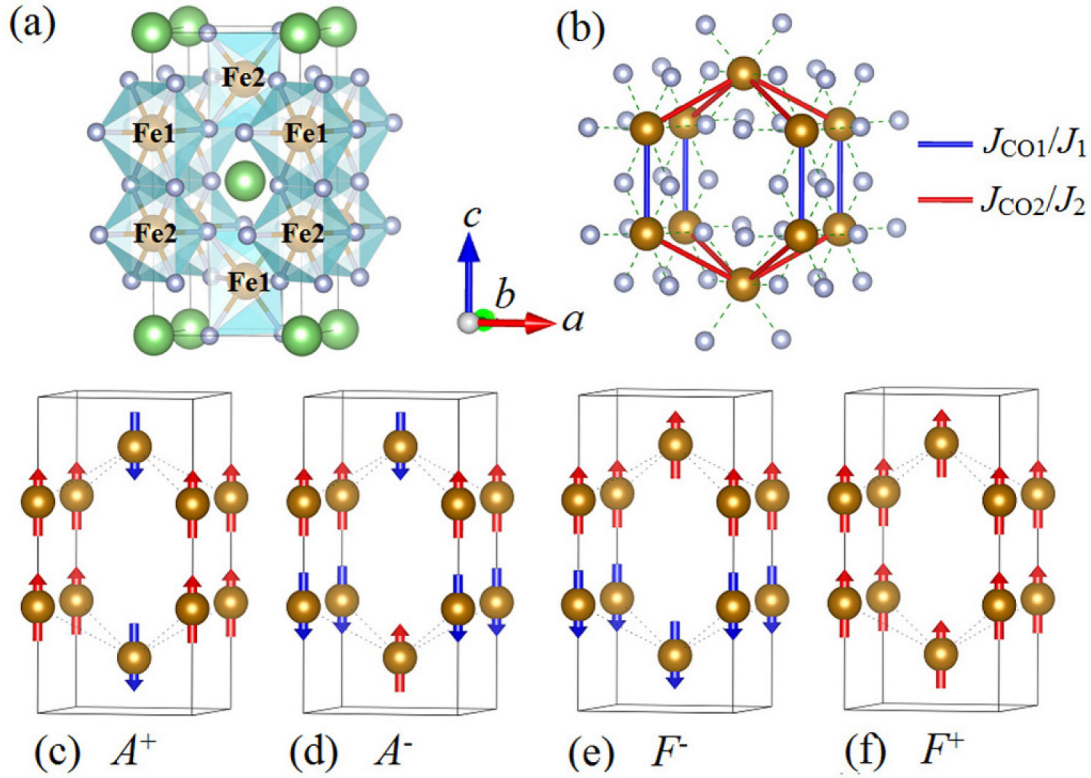 (a)
Fe2
Fe1 Fe1
Fe2 Fe2
Fe1
(b)
J_CO1/J_1
J_CO2/J_2
c
b
a
(c) A⁺ (d) A⁻ (e) F⁻ (f) F⁺